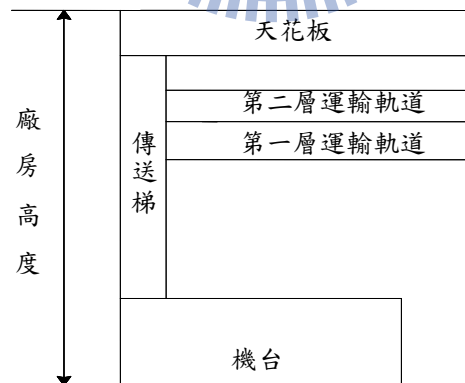 天花板
第二層運輸軌道
第一層運輸軌道
廠房高度
傳送梯
機台